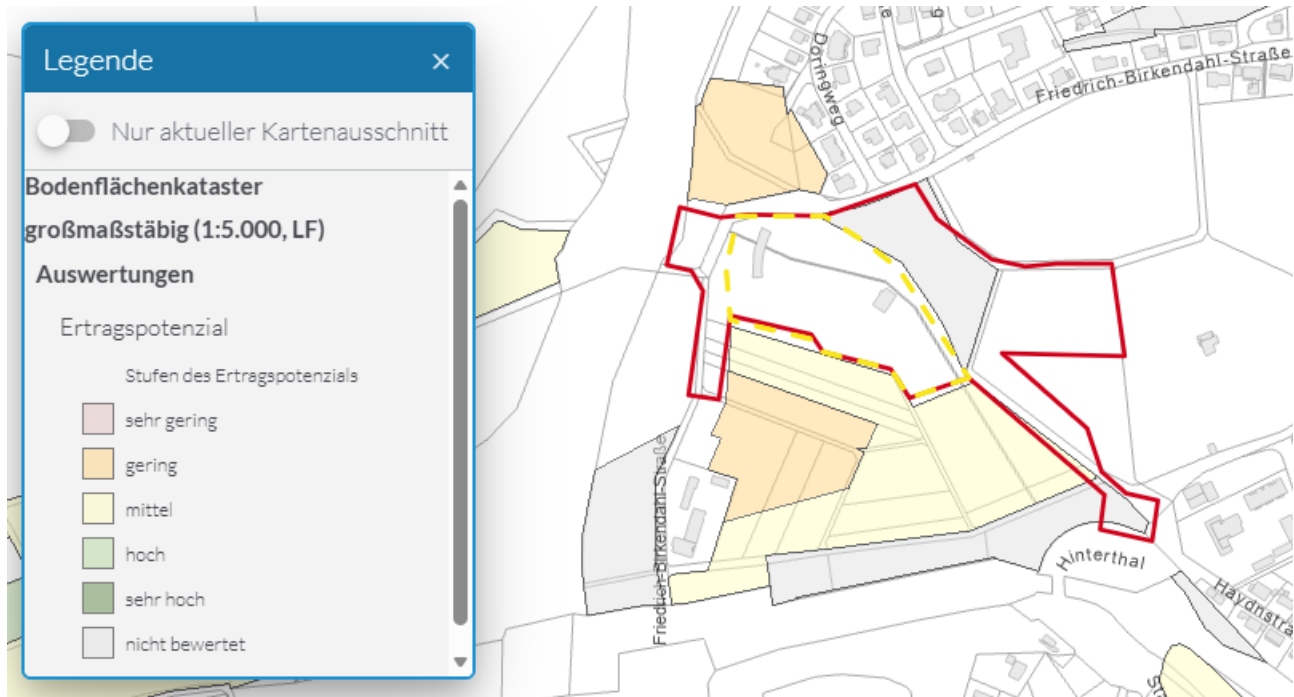 Legende
Nur aktueller Kartenausschnitt
Bodenflächenkataster
großmaßstäbig (1:5.000, LF)
Auswertungen
Ertragspotenzial
Stufen des Ertragspotenzials
sehr gering
gering
mittel
hoch
sehr hoch
nicht bewertet
Döringweg
Friedrich-Birkendahl-Straße
Friedrich-Birkendahl-Straße
Hinterthal
Haydnstra